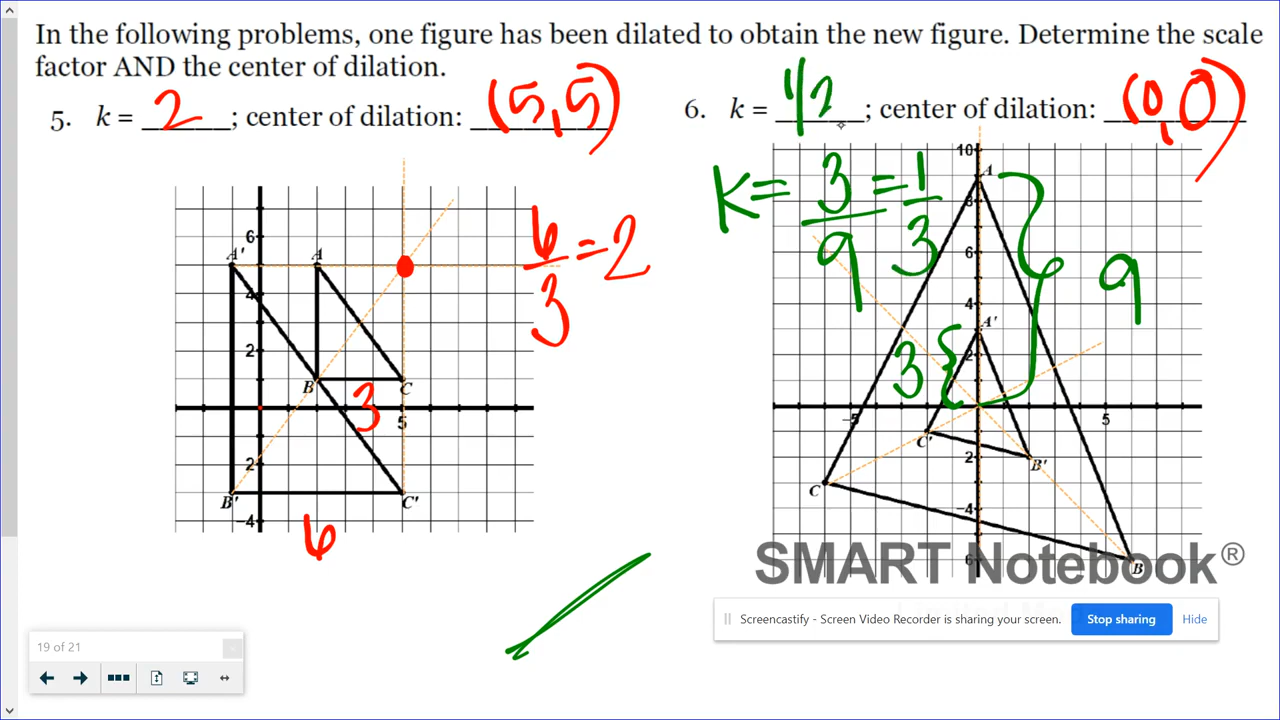 In the following problems, one figure has been dilated to obtain the new figure. Determine the scale
factor AND the center of dilation.
5. k = 2; center of dilation: (5,5)
6. k = 1/2; center of dilation: (0,0)
6/3 = 2
6
4
2
2
-4
A'
A
B
C
5
B'
C'
3
6
k = 3/9 = 1/3
10
8
6
4
2
2
-4
6
-5
5
A
A'
C'
B'
C
B
3
9
SMART Notebook®
Screencastify - Screen Video Recorder is sharing your screen.
Stop sharing
Hide
19 of 21